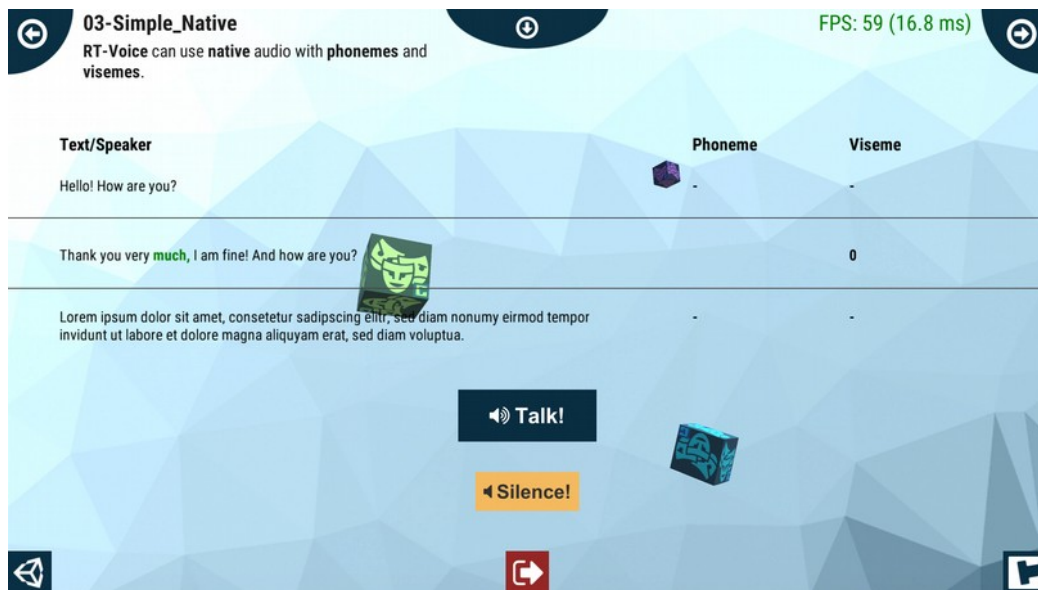 03-Simple_Native
FPS: 59 (16.8 ms)
RT-Voice can use native audio with phonemes and
visemes.
Text/Speaker Phoneme Viseme
Hello! How are you? - -
Thank you very much, I am fine! And how are you? 0
Lorem ipsum dolor sit amet, consetetur sadipscing elitr, sed diam nonumy eirmod tempor - -
invidunt ut labore et dolore magna aliquyam erat, sed diam voluptua.
Talk!
Silence!